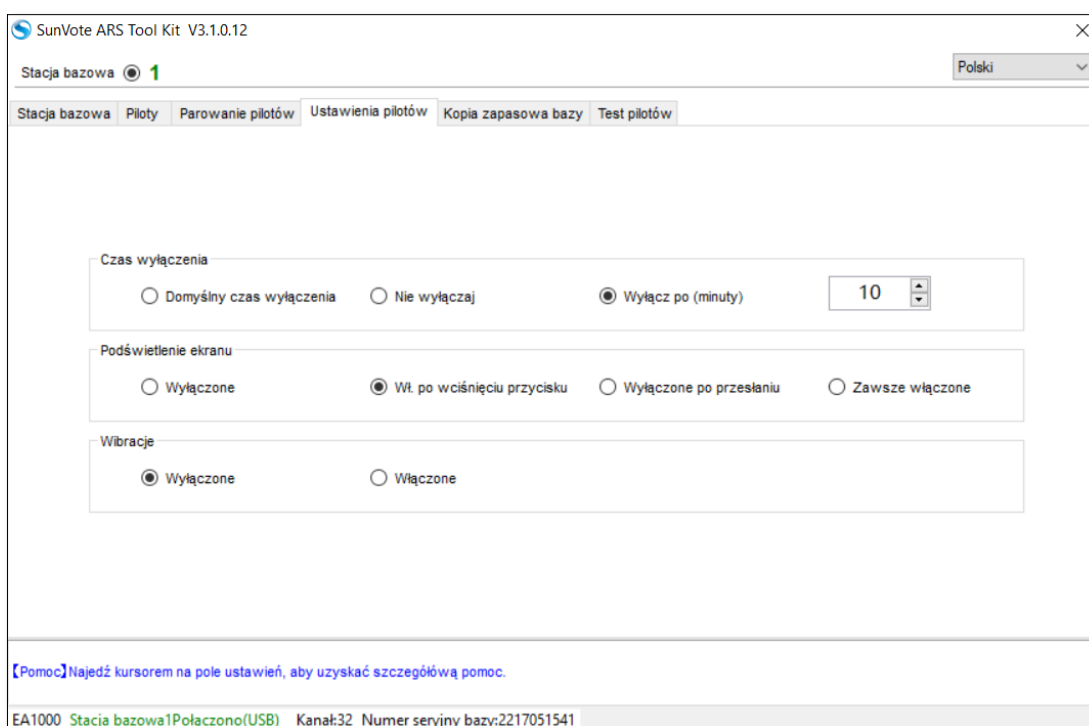 SunVote ARS Tool Kit V3.1.0.12
Stacja bazowa 1
Polski
Stacja bazowa Piloty Parowanie pilotów Ustawienia pilotów Kopia zapasowa bazy Test pilotów
Czas wyłączenia
Domyślny czas wyłączenia Nie wyłączaj Wyłącz po (minuty) 10
Podświetlenie ekranu
Wyłączone Wł. po wciśnięciu przycisku Wyłączone po przesłaniu Zawsze włączone
Wibracje
Wyłączone Włączone
【Pomoc】Najedź kursorem na pole ustawień, aby uzyskać szczegółową pomoc.
EA1000 Stacja bazowa1Połaczono(USB) Kanał:32 Numer seryjny bazy:2217051541